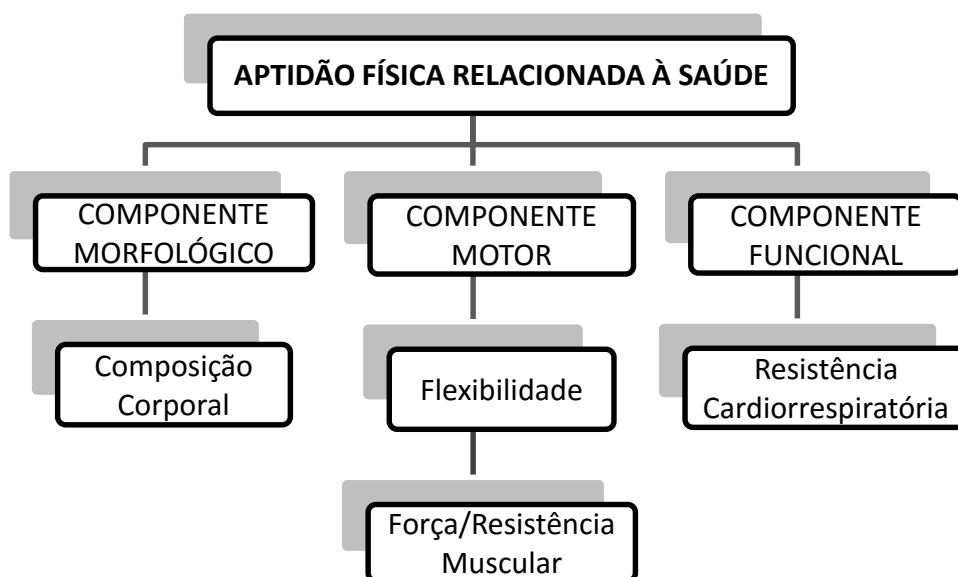 APTIDÃO FÍSICA RELACIONADA À SAÚDE
COMPONENTE
MORFOLÓGICO
COMPONENTE
MOTOR
COMPONENTE
FUNCIONAL
Composição
Corporal
Flexibilidade
Resistência
Cardiorrespiratória
Força/Resistência
Muscular